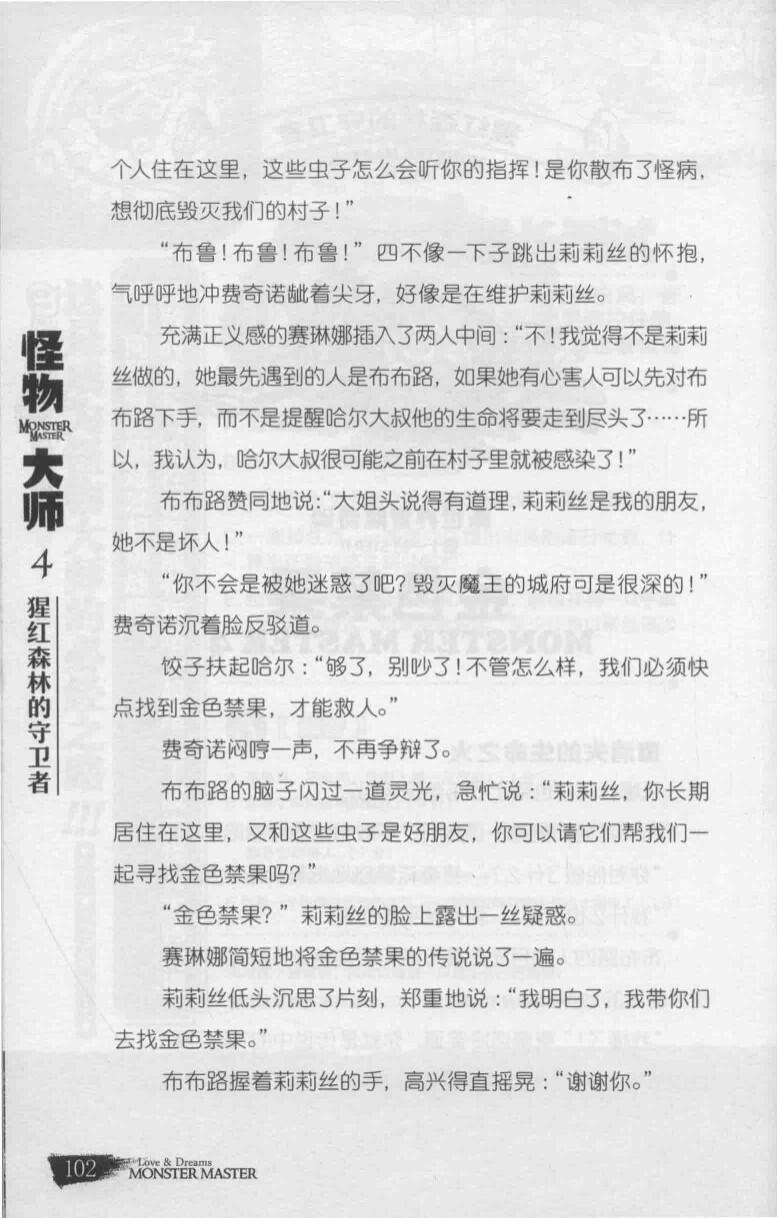 个人住在这里，这些虫子怎么会听你的指挥！是你散布了怪病，
想彻底毁灭我们的村子！”
“布鲁！布鲁！布鲁！”四不像一下子跳出莉莉丝的怀抱，
气呼呼地冲费奇诺龇着尖牙，好像是在维护莉莉丝。
充满正义感的赛琳娜插入了两人中间：“不！我觉得不是莉莉
丝做的，她最先遇到的人是布布路，如果她有心害人可以先对布
布路下手，而不是提醒哈尔大叔他的生命将要走到尽头了……所
以，我认为，哈尔大叔很可能之前在村子里就被感染了！”
布布路赞同地说：“大姐头说得有道理，莉莉丝是我的朋友，
她不是坏人！”
“你不会是被她迷惑了吧？毁灭魔王的城府可是很深的！”
费奇诺沉着脸反驳道。
饺子扶起哈尔：“够了，别吵了！不管怎么样，我们必须快
点找到金色禁果，才能救人。”
费奇诺闷哼一声，不再争辩了。
布布路的脑子闪过一道灵光，急忙说：“莉莉丝，你长期
居住在这里，又和这些虫子是好朋友，你可以请它们帮我们一
起寻找金色禁果吗？”
“金色禁果？”莉莉丝的脸上露出一丝疑惑。
赛琳娜简短地将金色禁果的传说说了一遍。
莉莉丝低头沉思了片刻，郑重地说：“我明白了，我带你们
去找金色禁果。”
布布路握着莉莉丝的手，高兴得直摇晃：“谢谢你。”
怪物
MONSTER
MASTER
大师
4
猩红森林的守卫者
102
Love & Dreams
MONSTER MASTER